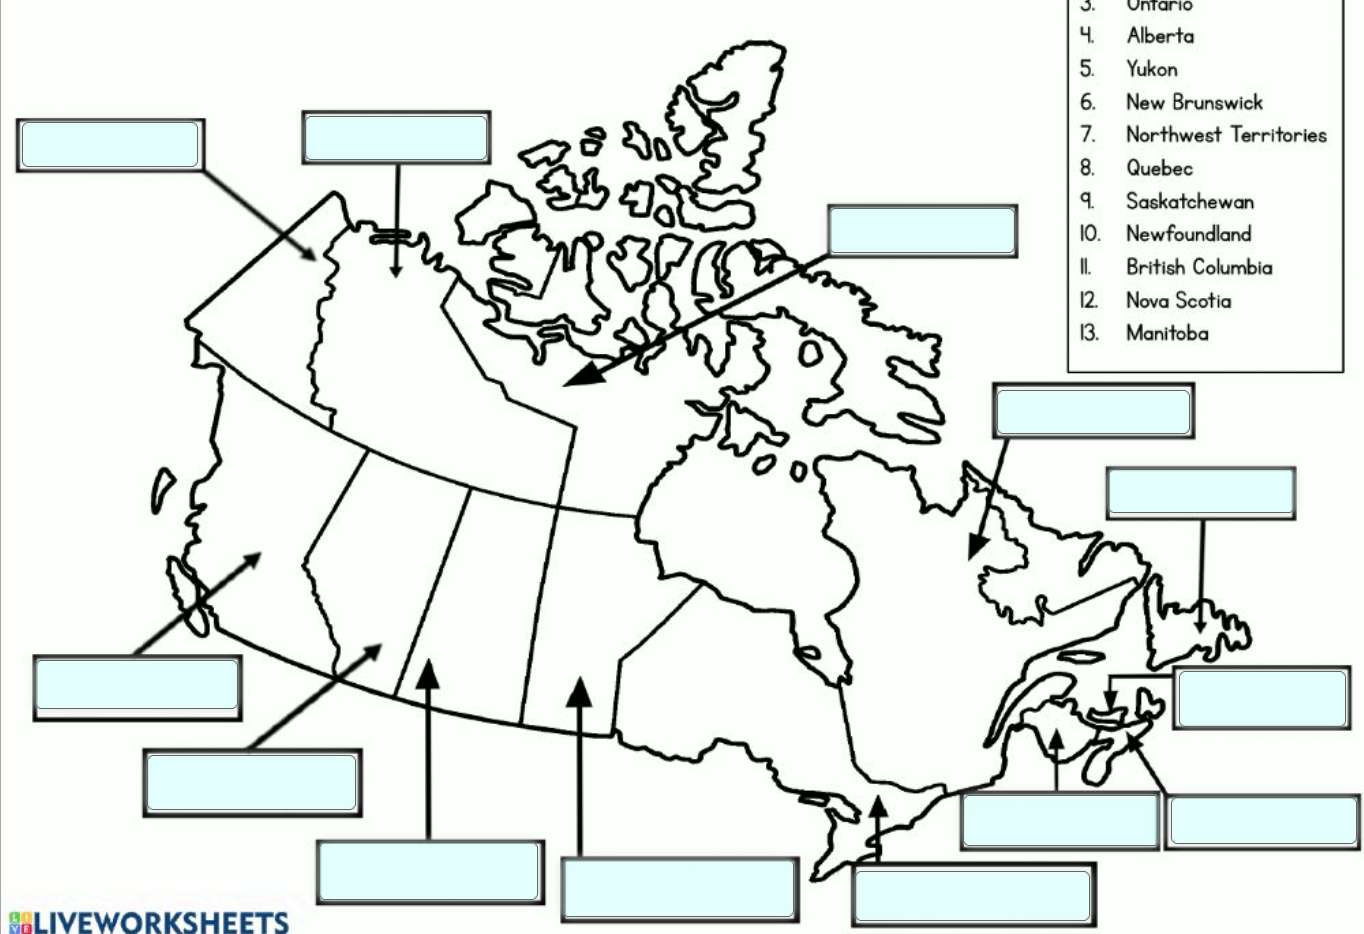 3. Ontario
4. Alberta
5. Yukon
6. New Brunswick
7. Northwest Territories
8. Quebec
9. Saskatchewan
10. Newfoundland
11. British Columbia
12. Nova Scotia
13. Manitoba
LIVEWORKSHEETS